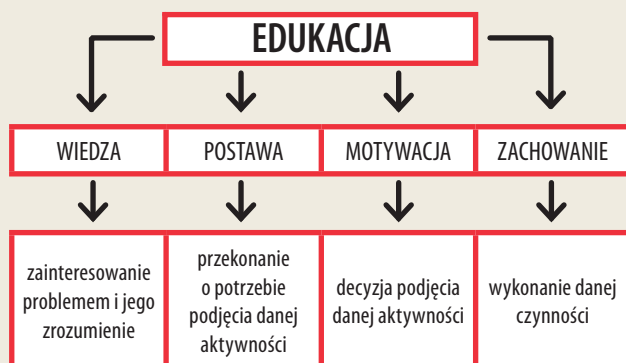 EDUKACJA
WIEDZA
POSTAWA
MOTYWACJA
ZACHOWANIE
zainteresowanie
problemem i jego
zrozumienie
przekonanie
o potrzebie
podjęcia danej
aktywności
decyzja podjęcia
danej aktywności
wykonanie danej
czynności